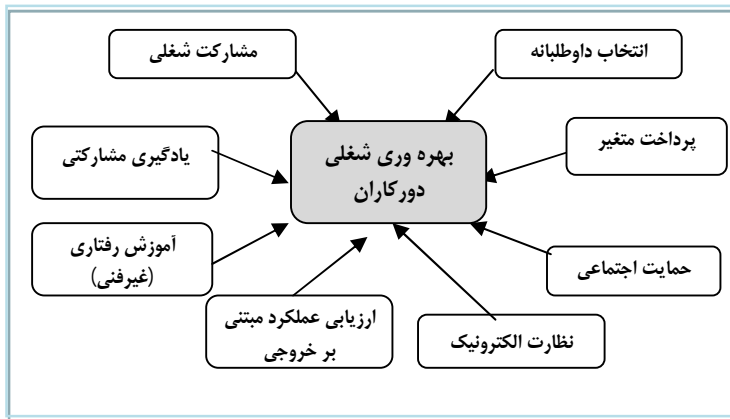 انتخاب داوطلبانه
مشارکت شغلی
بهره وری شغلی
دورکاران
پرداخت متغیر
یادگیری مشارکتی
حمایت اجتماعی
آموزش رفتاری
(غیرفنی)
نظارت الکترونیک
ارزیابی عملکرد مبتنی
بر خروجی